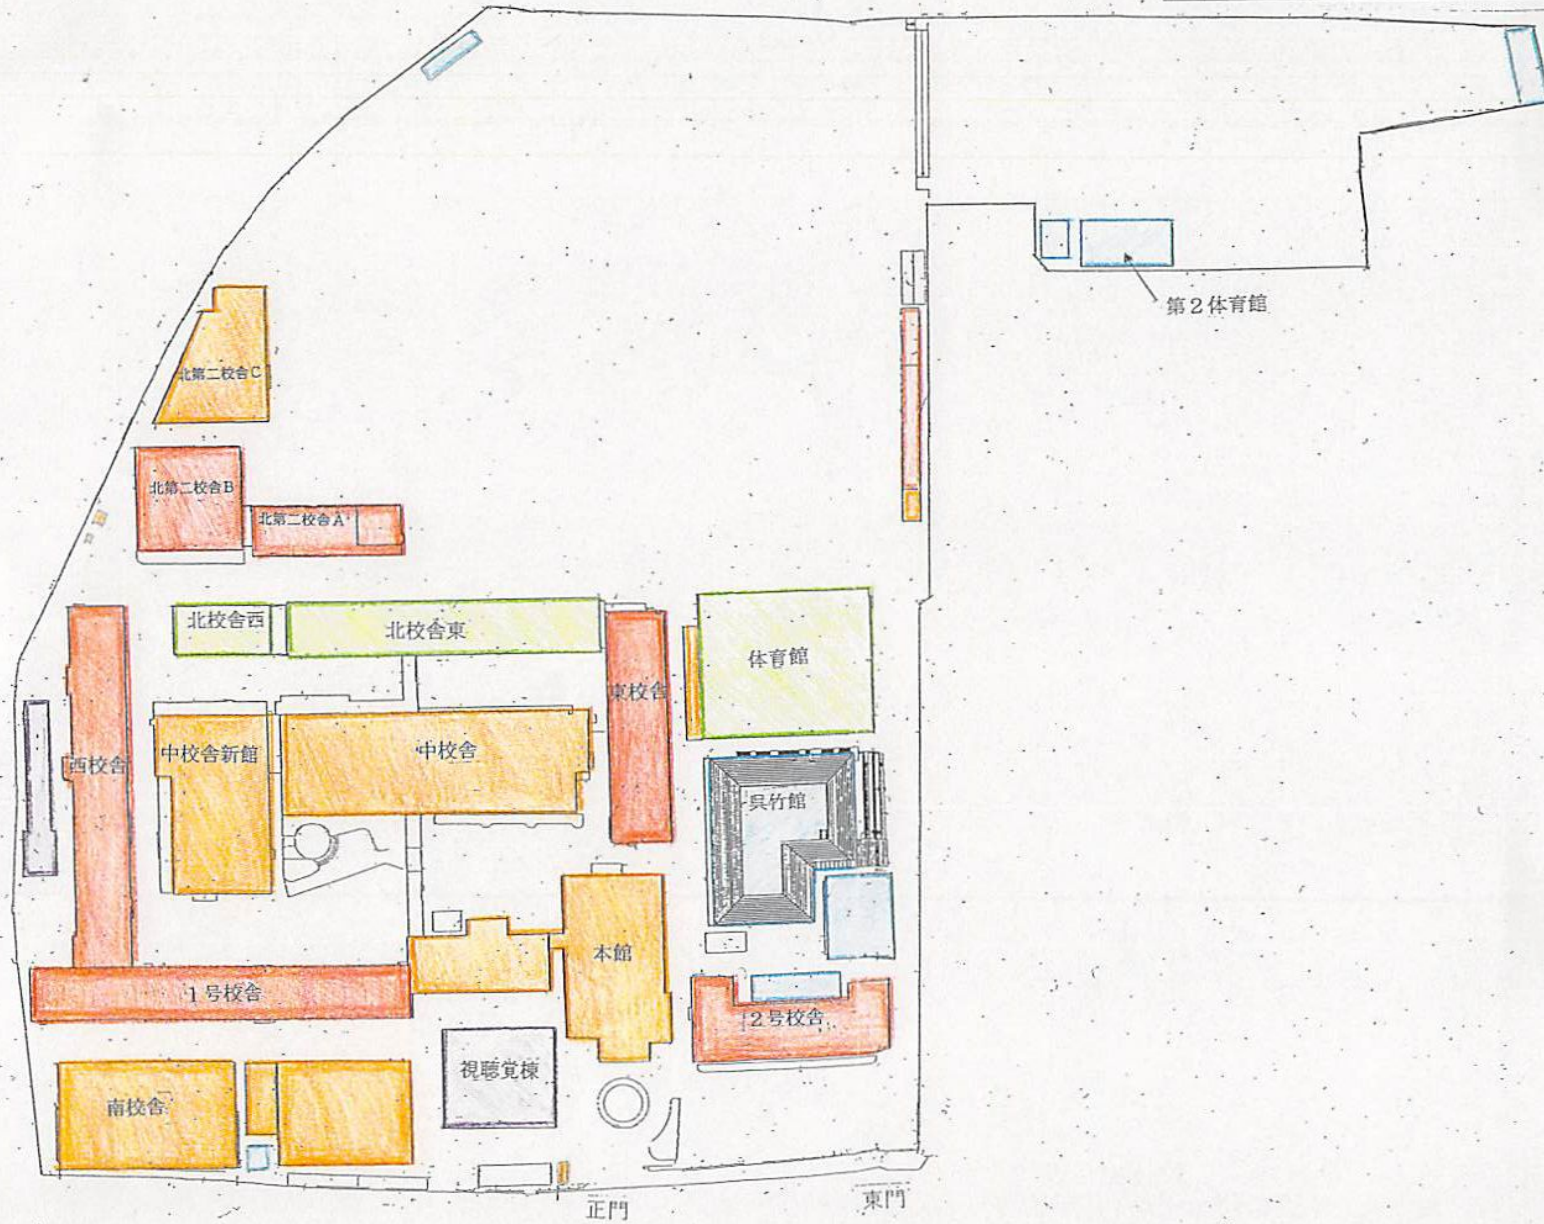 第2体育館
北第二校舎C
北第二校舎B
北第二校舎A
北校舎西
北校舎東
体育館
東校舎
西校舎
中校舎新館
中校舎
呉竹館
本館
1号校舎
2号校舎
視聴覚棟
南校舎
正門
東門